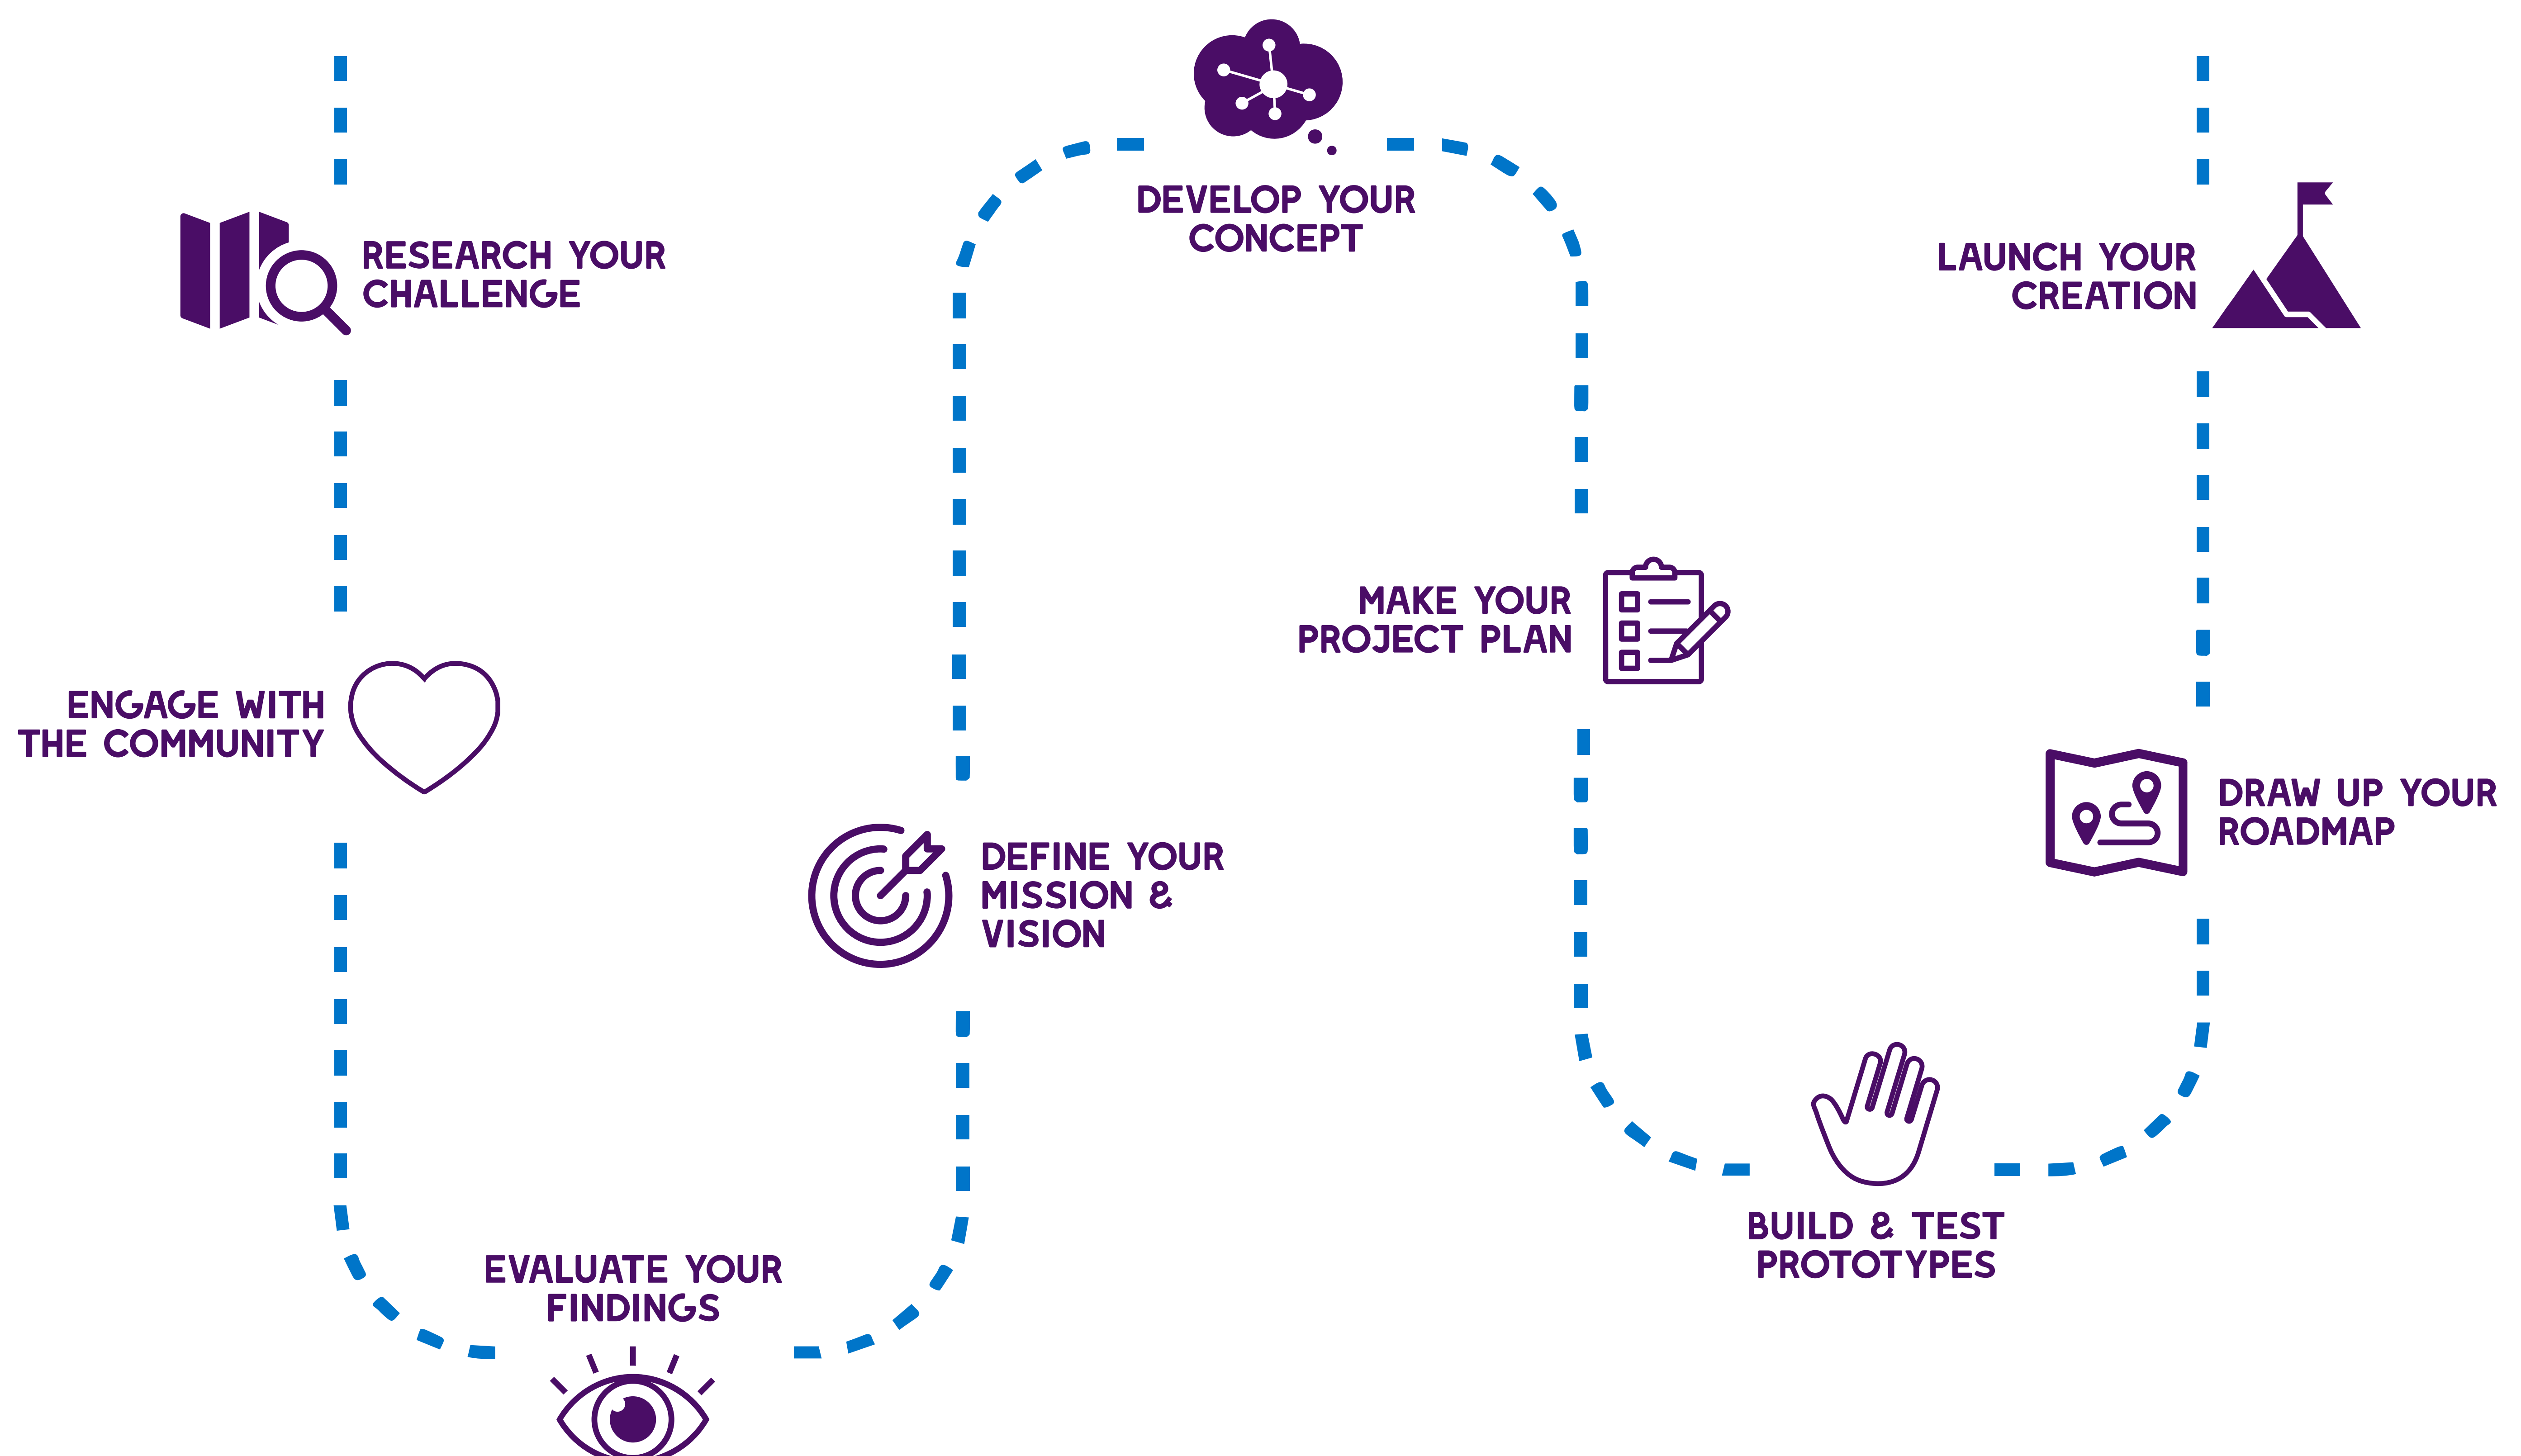 RESEARCH YOUR
CHALLENGE
ENGAGE WITH
THE COMMUNITY
EVALUATE YOUR
FINDINGS
DEFINE YOUR
MISSION &
VISION
DEVELOP YOUR
CONCEPT
MAKE YOUR
PROJECT PLAN
BUILD & TEST
PROTOTYPES
DRAW UP YOUR
ROADMAP
LAUNCH YOUR
CREATION